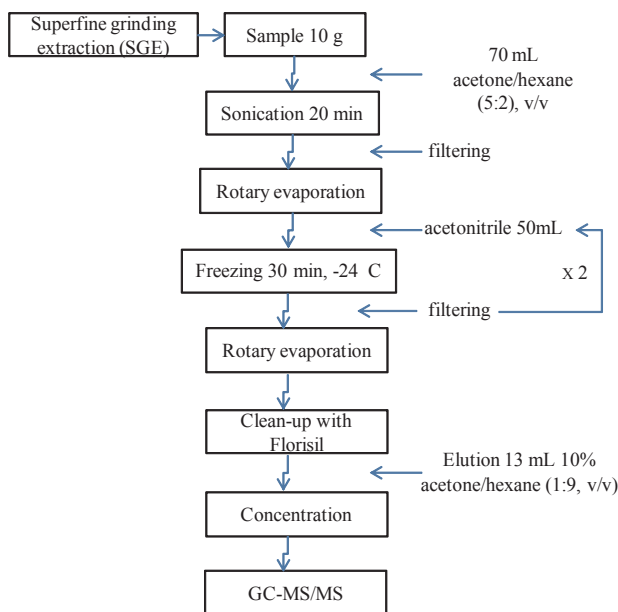 Superfine grinding
extraction (SGE)
Sample 10 g
70 mL
acetone/hexane
(5:2), v/v
Sonication 20 min
filtering
Rotary evaporation
acetonitrile 50mL
Freezing 30 min, -24 C
X 2
filtering
Rotary evaporation
Clean-up with
Florisil
Elution 13 mL 10%
acetone/hexane (1:9, v/v)
Concentration
GC-MS/MS